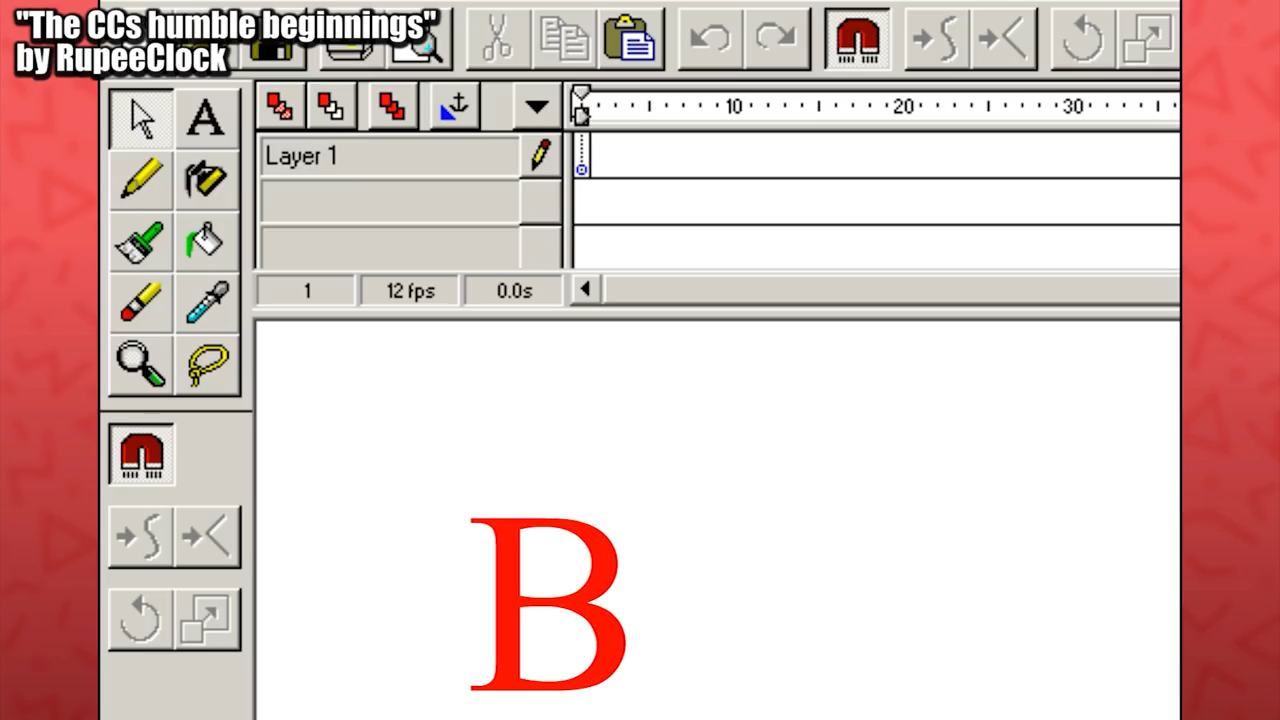 "The CCs humble beginnings"
by RupeeClock
A
10 20 30
Layer 1
1 12 fps 0.0s
B